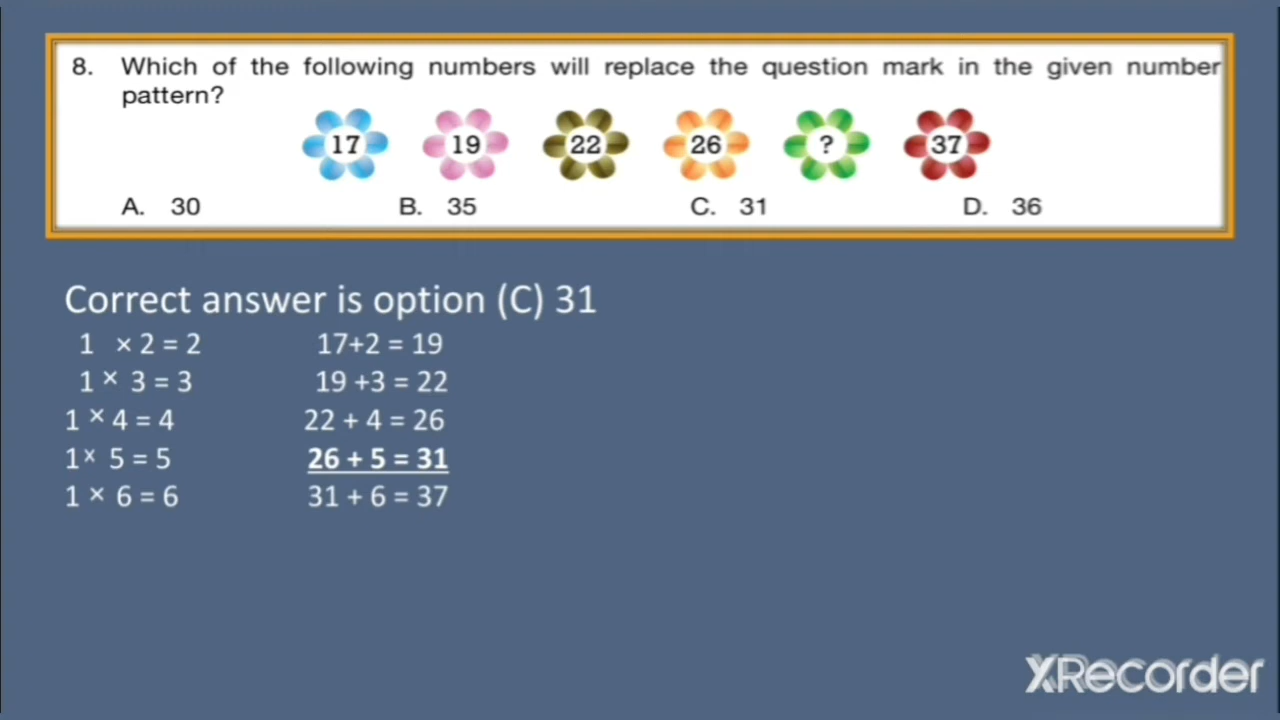 8. Which of the following numbers will replace the question mark in the given number
pattern?
17 19 22 26 ? 37
A. 30 B. 35 C. 31 D. 36
Correct answer is option (C) 31
1 × 2 = 2 17+2 = 19
1 × 3 = 3 19 +3 = 22
1 × 4 = 4 22 + 4 = 26
1× 5 = 5 26 + 5 = 31
1 × 6 = 6 31 + 6 = 37
XRecorder